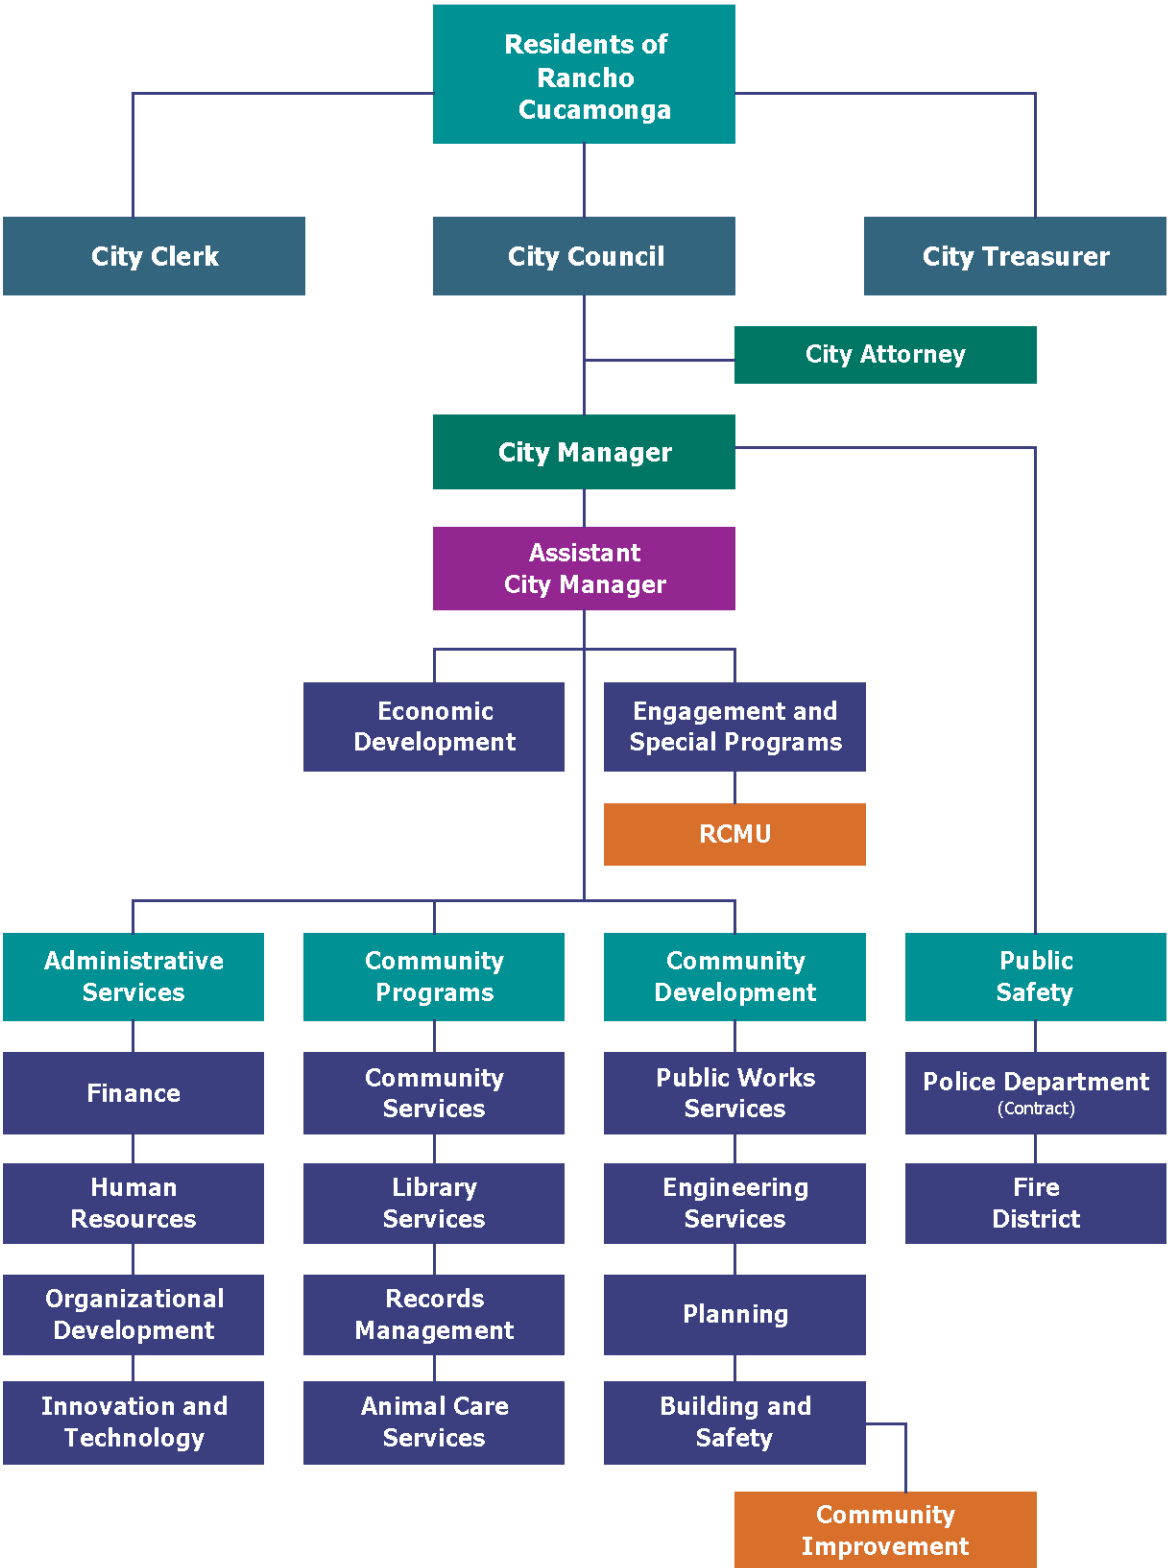 Residents of
Rancho
Cucamonga
City Clerk
City Council
City Treasurer
City Attorney
City Manager
Assistant
City Manager
Economic
Development
Engagement and
Special Programs
RCMU
Administrative
Services
Community
Programs
Community
Development
Public
Safety
Finance
Community
Services
Public Works
Services
Police Department
(Contract)
Human
Resources
Library
Services
Engineering
Services
Fire
District
Organizational
Development
Records
Management
Planning
Innovation and
Technology
Animal Care
Services
Building and
Safety
Community
Improvement